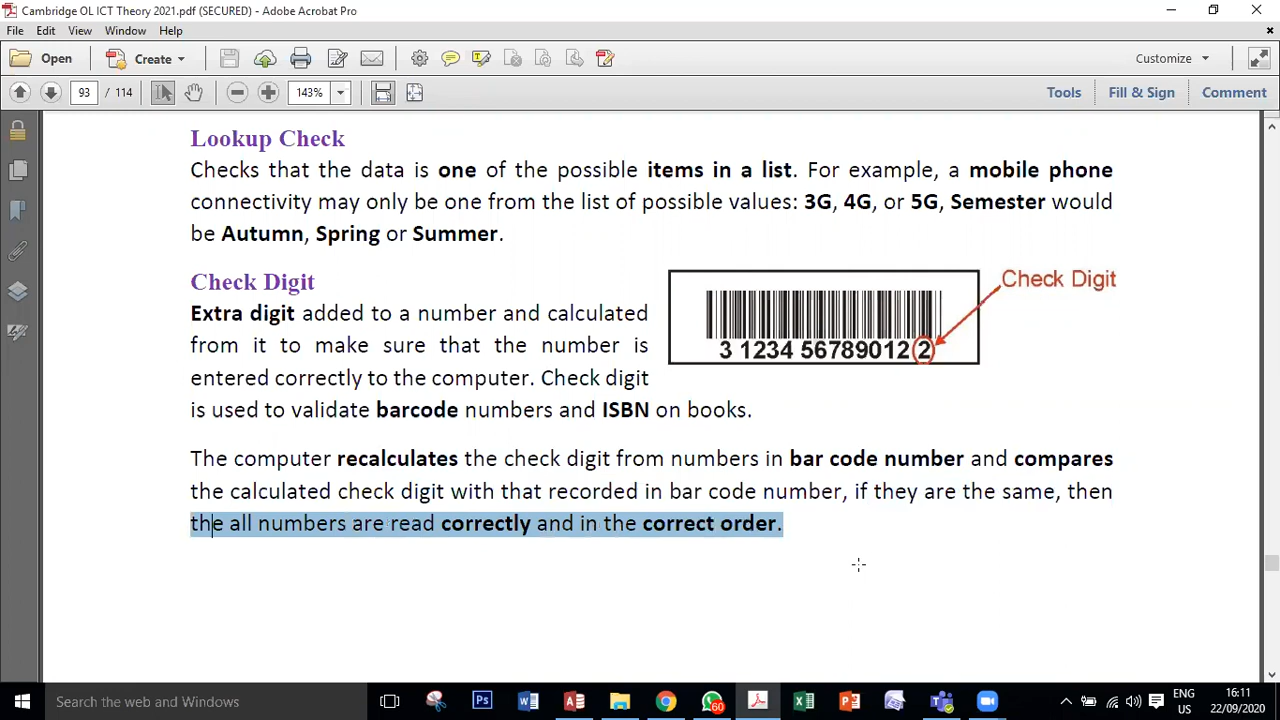 Cambridge OL ICT Theory 2021.pdf (SECURED) - Adobe Acrobat Pro
File Edit View Window Help
Open Create Customize
93 / 114 143% Tools Fill & Sign Comment
Lookup Check
Checks that the data is one of the possible items in a list. For example, a mobile phone
connectivity may only be one from the list of possible values: 3G, 4G, or 5G, Semester would
be Autumn, Spring or Summer.
Check Digit
Extra digit added to a number and calculated
from it to make sure that the number is
entered correctly to the computer. Check digit
is used to validate barcode numbers and ISBN on books.
Check Digit
3 1234 56789012 2
The computer recalculates the check digit from numbers in bar code number and compares
the calculated check digit with that recorded in bar code number, if they are the same, then
the all numbers are read correctly and in the correct order.
Search the web and Windows
Ps
60
ENG
US
16:11
22/09/2020